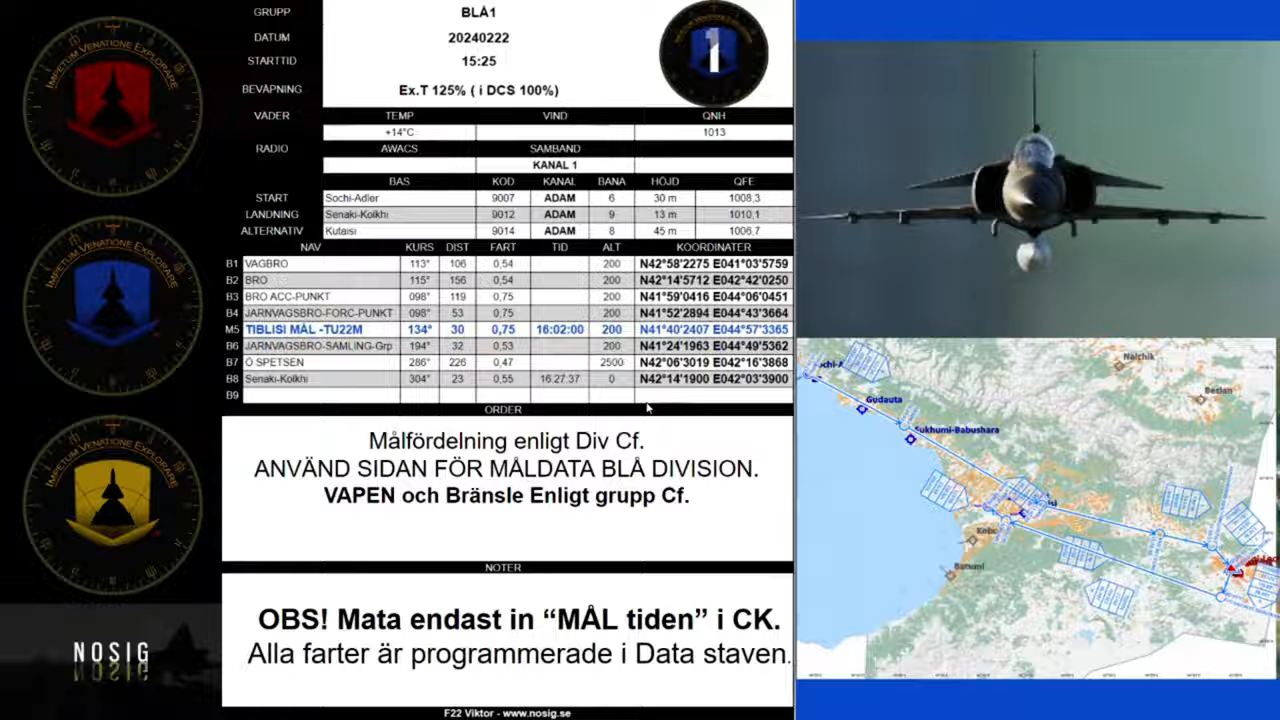 IMPETUM VENATIONE EXPLORARE
IMPETUM VENATIONE EXPLORARE
IMPETUM VENATIONE EXPLORARE
NOSIG
GRUPP BLÅ1
DATUM 20240222
STARTTID 15:25
BEVÄPNING Ex.T 125% ( i DCS 100%)
1
VÄDER TEMP VIND QNH
+14°C 1013
RADIO AWACS SAMBAND
KANAL 1
BAS KOD KANAL BANA HÖJD QFE
START Sochi-Adler 9007 ADAM 6 30 m 1008,3
LANDNING Senaki-Kolkhi 9012 ADAM 9 13 m 1010,1
ALTERNATIV Kutaisi 9014 ADAM 8 45 m 1006,7
NAV KURS DIST FART TID ALT KOORDINATER
B1 VAGBRO 113° 106 0,54 200 N42°58'2275 E041°03'5759
B2 BRO 115° 156 0,54 200 N42°14'5712 E042°42'0250
B3 BRO ACC-PUNKT 098° 119 0,75 200 N41°59'0416 E044°06'0451
B4 JARNVAGSBRO-FORC-PUNKT 098° 53 0,75 200 N41°52'2894 E044°43'3664
M5 TIBLISI MÅL -TU22M 134° 30 0,75 16:02:00 200 N41°40'2407 E044°57'3365
B6 JARNVAGSBRO-SAMLING-Grp 194° 32 0,53 200 N41°24'1963 E044°49'5362
B7 Ö SPETSEN 286° 226 0,47 2500 N42°06'3019 E042°16'3868
B8 Senaki-Kolkhi 304° 23 0,55 16:27.37 0 N42°14'1900 E042°03'3900
B9
ORDER
Målfördelning enligt Div Cf.
ANVÄND SIDAN FÖR MÅLDATA BLÅ DIVISION.
VAPEN och Bränsle Enligt grupp Cf.
NOTER
OBS! Mata endast in “MÅL tiden” i CK.
Alla farter är programmerade i Data staven.
F22 Viktor - www.nosig.se
Nalchik
Beslan
Gudauta
Sukhumi-Babushara
Batumi